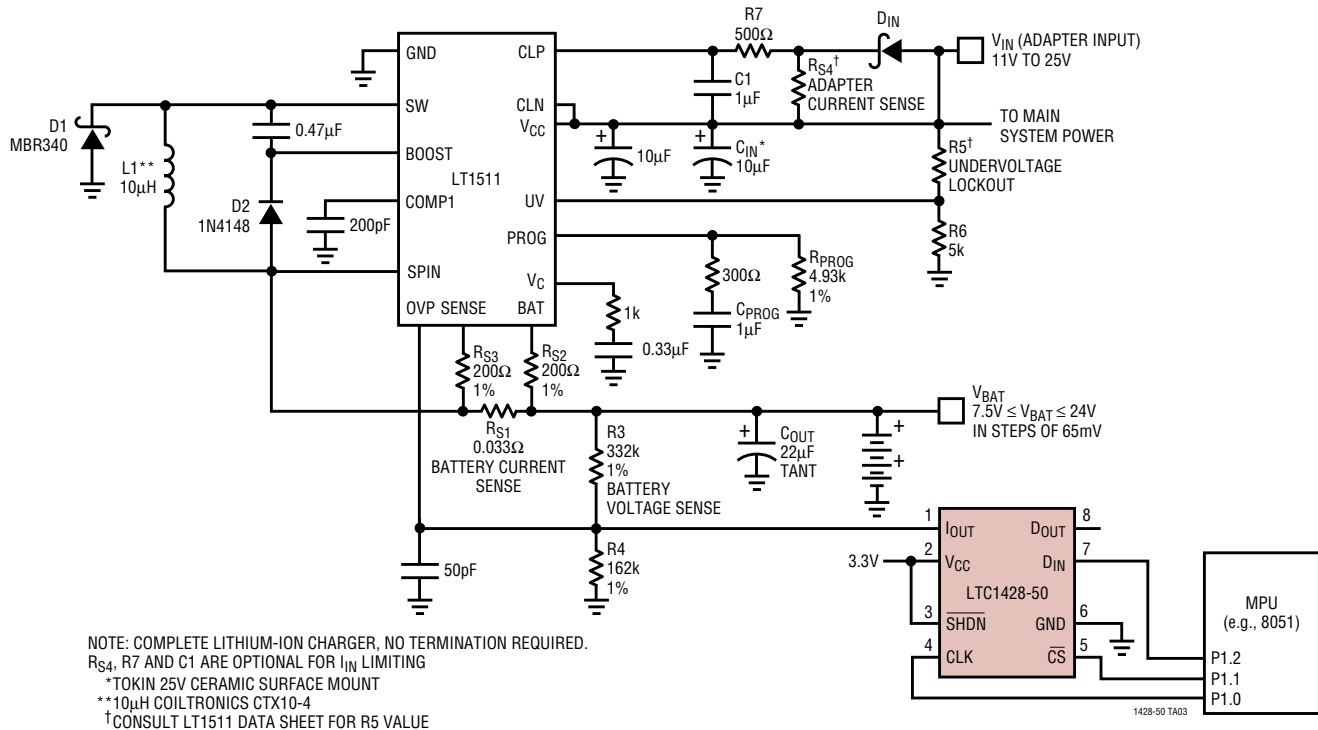 GND
SW
BOOST
COMP1
SPIN
OVP SENSE
BAT
LT1511
CLP
CLN
VCC
UV
PROG
VC
D1
MBR340
L1**
10µH
0.47µF
D2
1N4148
200pF
R7
500Ω
DIN
VIN (ADAPTER INPUT)
11V TO 25V
C1
1µF
RS4†
ADAPTER
CURRENT SENSE
TO MAIN
SYSTEM POWER
+
10µF
+
CIN*
10µF
R5†
UNDERVOLTAGE
LOCKOUT
R6
5k
300Ω
CPROG
1µF
RPROG
4.93k
1%
1k
0.33µF
RS3
200Ω
1%
RS2
200Ω
1%
RS1
0.033Ω
BATTERY CURRENT
SENSE
R3
332k
1%
BATTERY
VOLTAGE SENSE
+
COUT
22µF
TANT
+
+
VBAT
7.5V ≤ VBAT ≤ 24V
IN STEPS OF 65mV
50pF
R4
162k
1%
3.3V
1
IOUT
2
VCC
3
SHDN
4
CLK
LTC1428-50
DOUT
8
DIN
7
GND
6
CS
5
MPU
(e.g., 8051)
P1.2
P1.1
P1.0
1428-50 TA03
NOTE: COMPLETE LITHIUM-ION CHARGER, NO TERMINATION REQUIRED.
RS4, R7 AND C1 ARE OPTIONAL FOR IIN LIMITING
*TOKIN 25V CERAMIC SURFACE MOUNT
**10µH COILTRONICS CTX10-4
†CONSULT LT1511 DATA SHEET FOR R5 VALUE